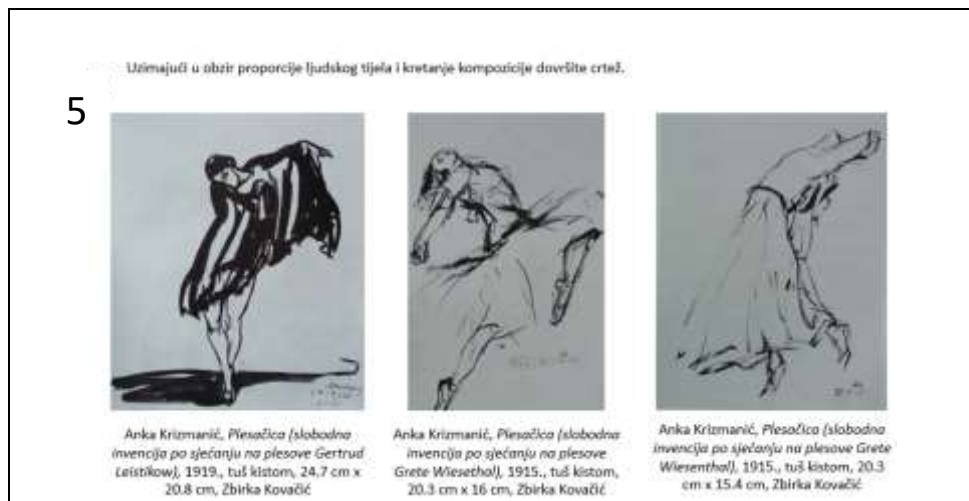 Uzimajući u obzir proporcije ljudskog tijela i kretanje kompozicije dovršite crtež.
5
Anka Krizmanić, Plesačica (slobodna
invencija po sjećanju na plesove Gertrud
Leistikow), 1919., tuš kistom, 24.7 cm x
20.8 cm, Zbirka Kovačić
Anka Krizmanić, Plesačica (slobodna
invencija po sjećanju na plesove
Grete Wiesethal), 1915., tuš kistom,
20.3 cm x 16 cm, Zbirka Kovačić
Anka Krizmanić, Plesačica (slobodna
invencija po sjećanju na plesove Grete
Wiesenthal), 1915., tuš kistom, 20.3
cm x 15.4 cm, Zbirka Kovačić